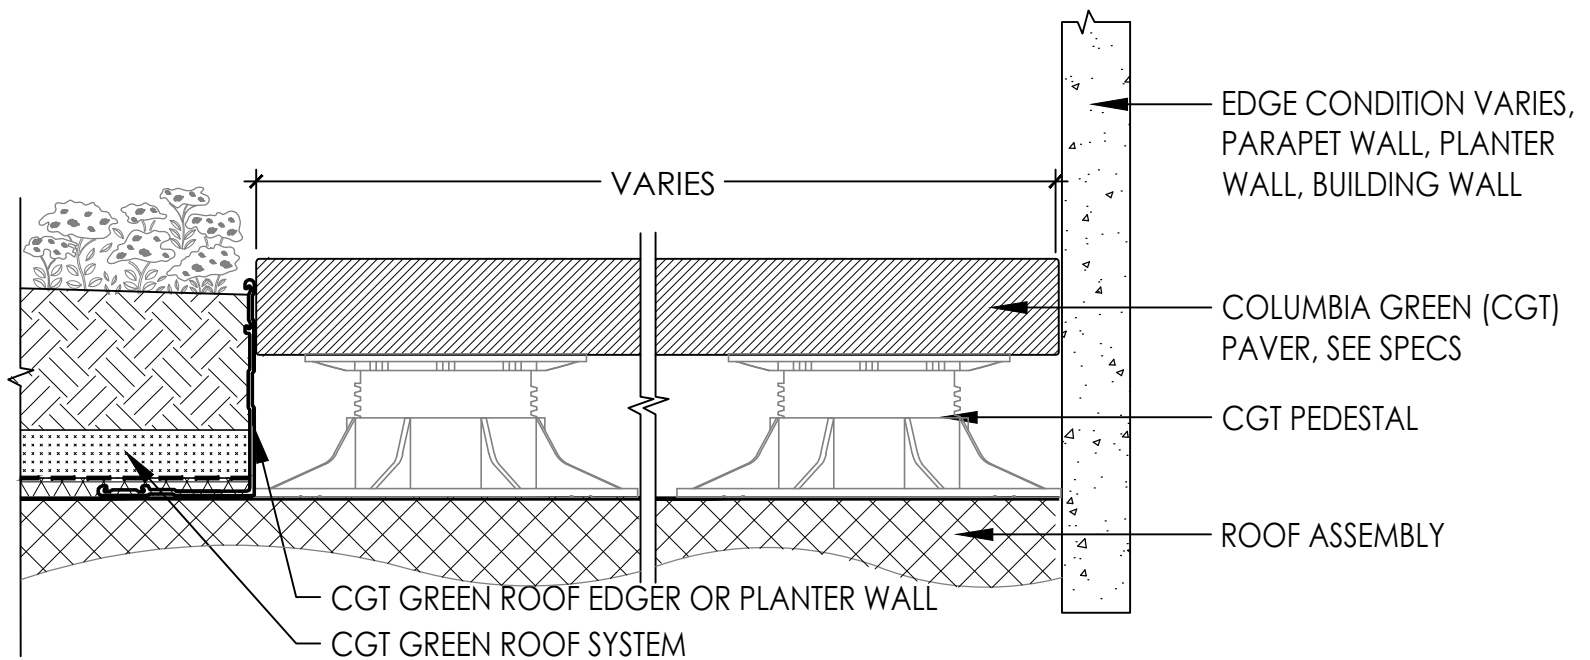 EDGE CONDITION VARIES,
PARAPET WALL, PLANTER
WALL, BUILDING WALL
VARIES
COLUMBIA GREEN (CGT)
PAVER, SEE SPECS
CGT PEDESTAL
ROOF ASSEMBLY
CGT GREEN ROOF EDGER OR PLANTER WALL
CGT GREEN ROOF SYSTEM